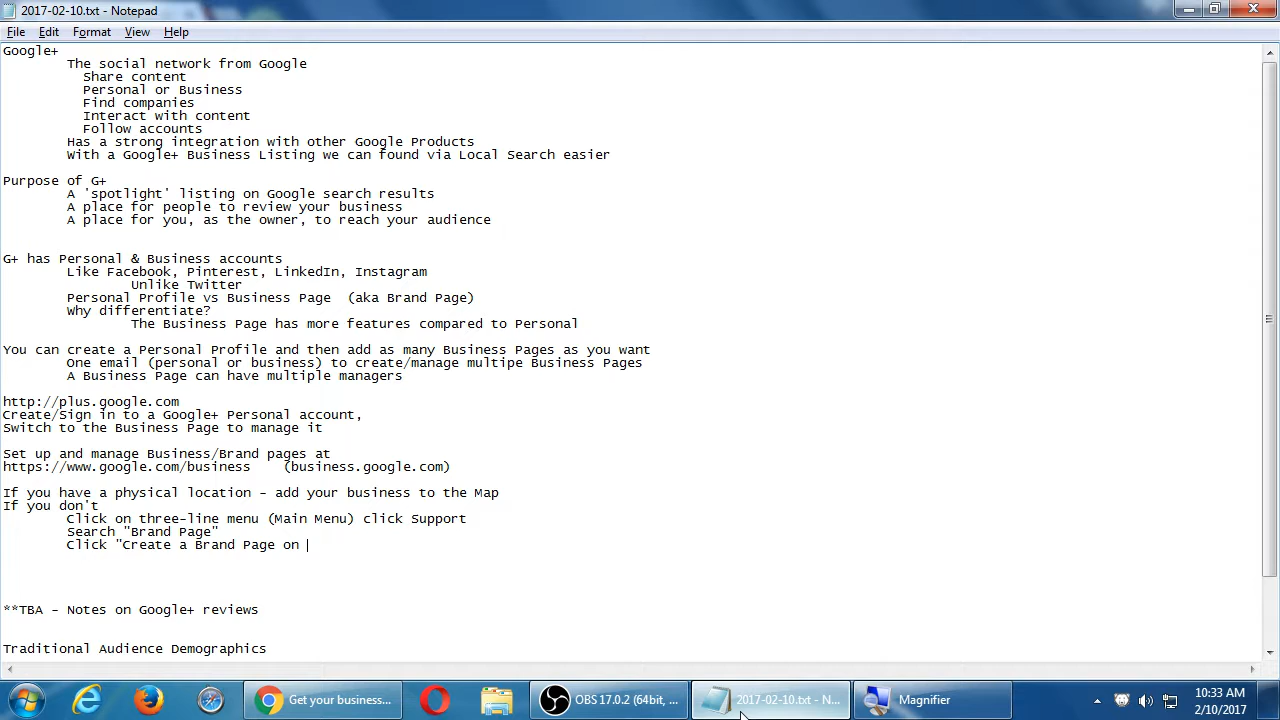 2017-02-10.txt - Notepad
File Edit Format View Help
Google+
The social network from Google
Share content
Personal or Business
Find companies
Interact with content
Follow accounts
Has a strong integration with other Google Products
With a Google+ Business Listing we can found via Local Search easier
Purpose of G+
A 'spotlight' listing on Google search results
A place for people to review your business
A place for you, as the owner, to reach your audience
G+ has Personal & Business accounts
Like Facebook, Pinterest, LinkedIn, Instagram
Unlike Twitter
Personal Profile vs Business Page (aka Brand Page)
Why differentiate?
The Business Page has more features compared to Personal
You can create a Personal Profile and then add as many Business Pages as you want
One email (personal or business) to create/manage multipe Business Pages
A Business Page can have multiple managers
http://plus.google.com
Create/Sign in to a Google+ Personal account,
Switch to the Business Page to manage it
Set up and manage Business/Brand pages at
https://www.google.com/business (business.google.com)
If you have a physical location - add your business to the Map
If you don't
Click on three-line menu (Main Menu) click Support
Search "Brand Page"
Click "Create a Brand Page on
**TBA - Notes on Google+ reviews
Traditional Audience Demographics
Get your business... OBS 17.0.2 (64bit, ... 2017-02-10.txt - N... Magnifier 10:33 AM
2/10/2017